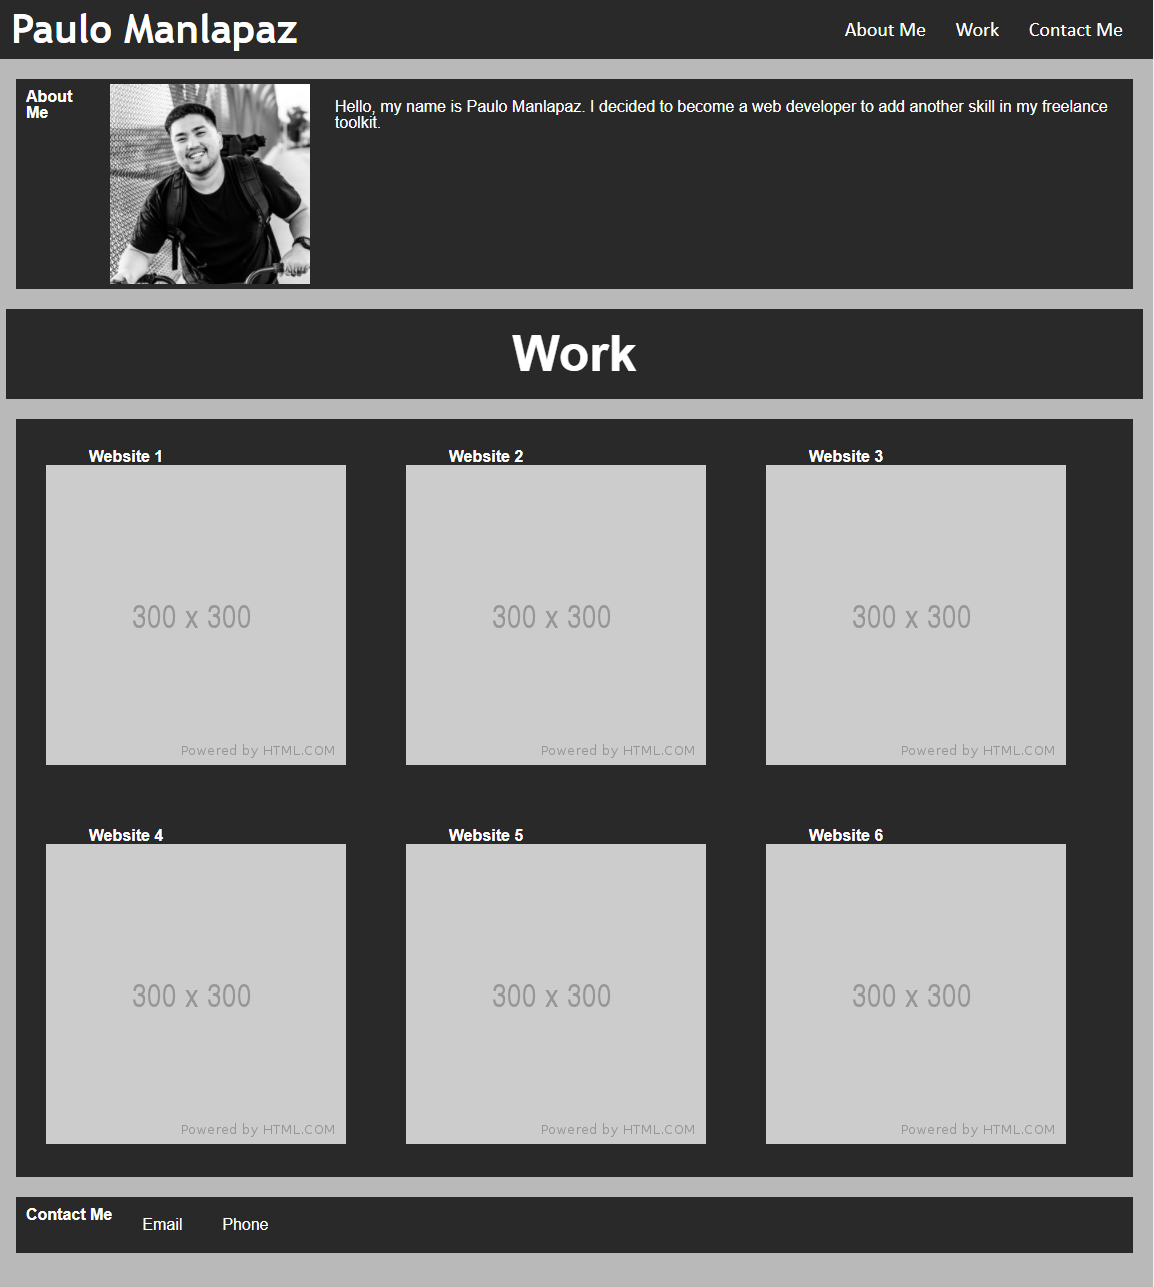 Paulo Manlapaz
About Me Work Contact Me
About
Me
Hello, my name is Paulo Manlapaz. I decided to become a web developer to add another skill in my freelance
toolkit.
Work
Website 1 Website 2 Website 3
300 x 300 300 x 300 300 x 300
Powered by HTML.COM Powered by HTML.COM Powered by HTML.COM
Website 4 Website 5 Website 6
300 x 300 300 x 300 300 x 300
Powered by HTML.COM Powered by HTML.COM Powered by HTML.COM
Contact Me
Email Phone